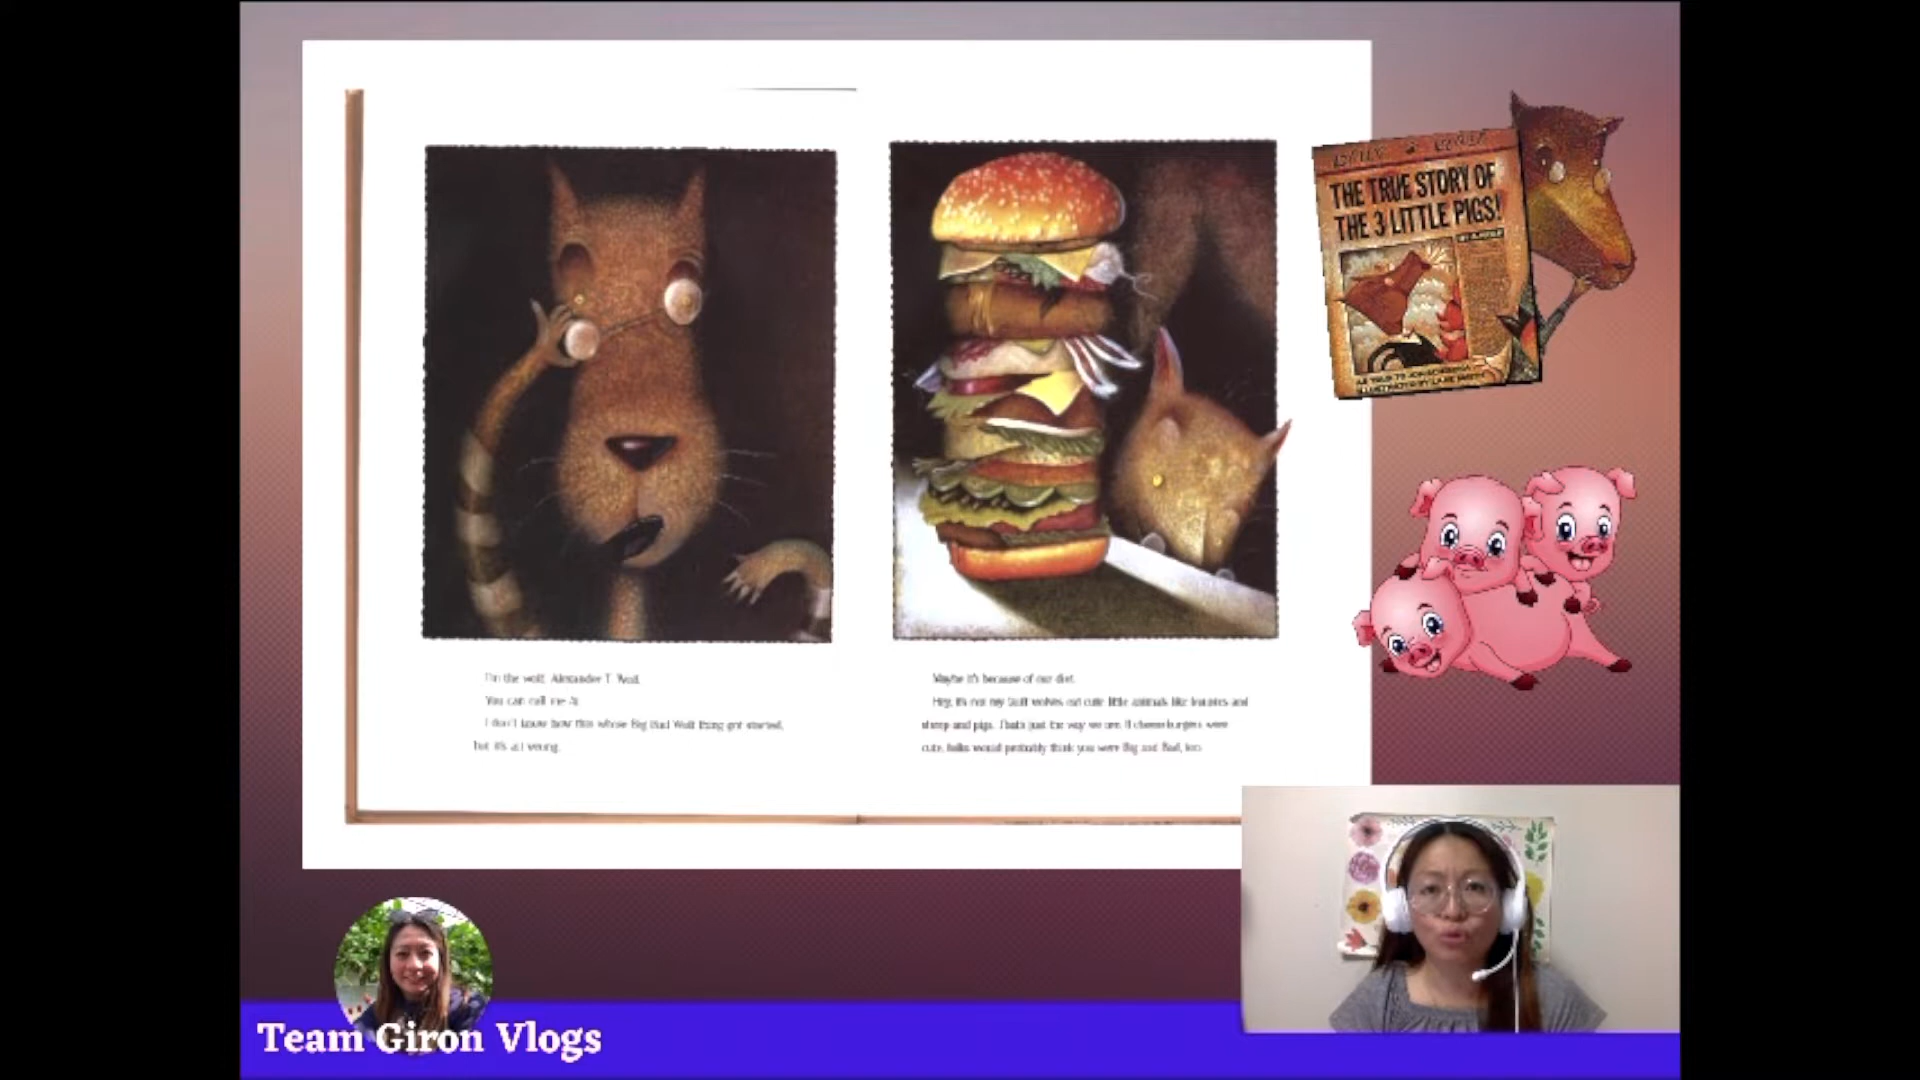 THE TRUE STORY OF
THE 3 LITTLE PIGS!
I'm the wolf. Alexander T. Wolf.
You can call me Al.
I don't know how this whole Big Bad Wolf thing got started,
but it's all wrong.
Maybe it's because of our diet.
Hey, it's not my fault wolves eat cute little animals like bunnies and
sheep and pigs. That's just the way we are. If cheeseburgers were
cute, folks would probably think you were Big and Bad, too.
Team Giron Vlogs